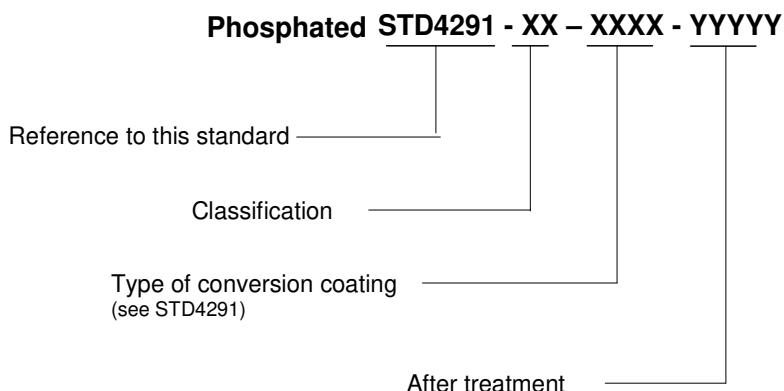 Phosphated STD4291 - XX – XXXX - YYYYY
Reference to this standard
Classification
Type of conversion coating
(see STD4291)
After treatment